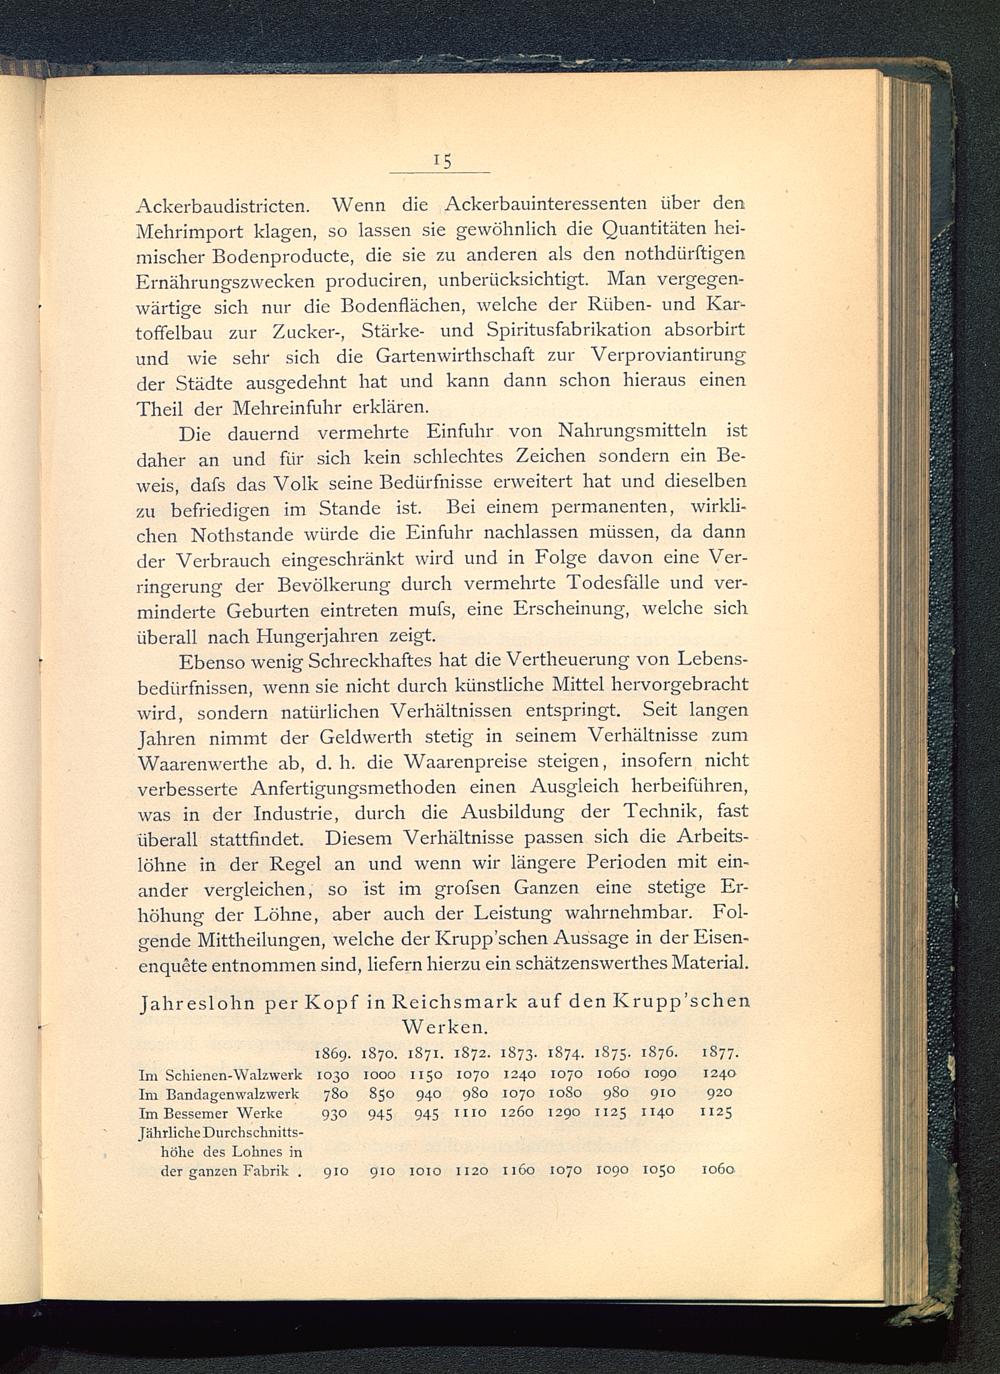 15
Ackerbaudistricten. Wenn die Ackerbauinteressenten über den
Mehrimport klagen, so lassen sie gewöhnlich die Quantitäten hei-
mischer Bodenproducte, die sie zu anderen als den nothdürftigen
Ernährungszwecken produciren, unberücksichtigt. Man vergegen-
wärtige sich nur die Bodenflächen, welche der Rüben- und Kar-
toffelbau zur Zucker-, Stärke- und Spiritusfabrikation absorbirt
und wie sehr sich die Gartenwirthschaft zur Verproviantirung
der Städte ausgedehnt hat und kann dann schon hieraus einen
Theil der Mehreinfuhr erklären.
Die dauernd vermehrte Einfuhr von Nahrungsmitteln ist
daher an und für sich kein schlechtes Zeichen sondern ein Be-
weis, daſs das Volk seine Bedürfnisse erweitert hat und dieselben
zu befriedigen im Stande ist. Bei einem permanenten, wirkli-
chen Nothstande würde die Einfuhr nachlassen müssen, da dann
der Verbrauch eingeschränkt wird und in Folge davon eine Ver-
ringerung der Bevölkerung durch vermehrte Todesfälle und ver-
minderte Geburten eintreten muſs, eine Erscheinung, welche sich
überall nach Hungerjahren zeigt.
Ebenso wenig Schreckhaftes hat die Vertheuerung von Lebens-
bedürfnissen, wenn sie nicht durch künstliche Mittel hervorgebracht
wird, sondern natürlichen Verhältnissen entspringt. Seit langen
Jahren nimmt der Geldwerth stetig in seinem Verhältnisse zum
Waarenwerthe ab, d. h. die Waarenpreise steigen, insofern nicht
verbesserte Anfertigungsmethoden einen Ausgleich herbeiführen,
was in der Industrie, durch die Ausbildung der Technik, fast
überall stattfindet. Diesem Verhältnisse passen sich die Arbeits-
löhne in der Regel an und wenn wir längere Perioden mit ein-
ander vergleichen, so ist im groſsen Ganzen eine stetige Er-
höhung der Löhne, aber auch der Leistung wahrnehmbar. Fol-
gende Mittheilungen, welche der Krupp'schen Aussage in der Eisen-
enquête entnommen sind, liefern hierzu ein schätzenswerthes Material.
Jahreslohn per Kopf in Reichsmark auf den Krupp'schen
Werken.
1869. 1870. 1871. 1872. 1873. 1874. 1875. 1876. 1877.
Im Schienen-Walzwerk 1030 1000 1150 1070 1240 1070 1060 1090 1240
Im Bandagenwalzwerk 780 850 940 980 1070 1080 980 910 920
Im Bessemer Werke 930 945 945 1110 1260 1290 1125 1140 1125
Jährliche Durchschnitts-
höhe des Lohnes in
der ganzen Fabrik . 910 910 1010 1120 1160 1070 1090 1050 1060